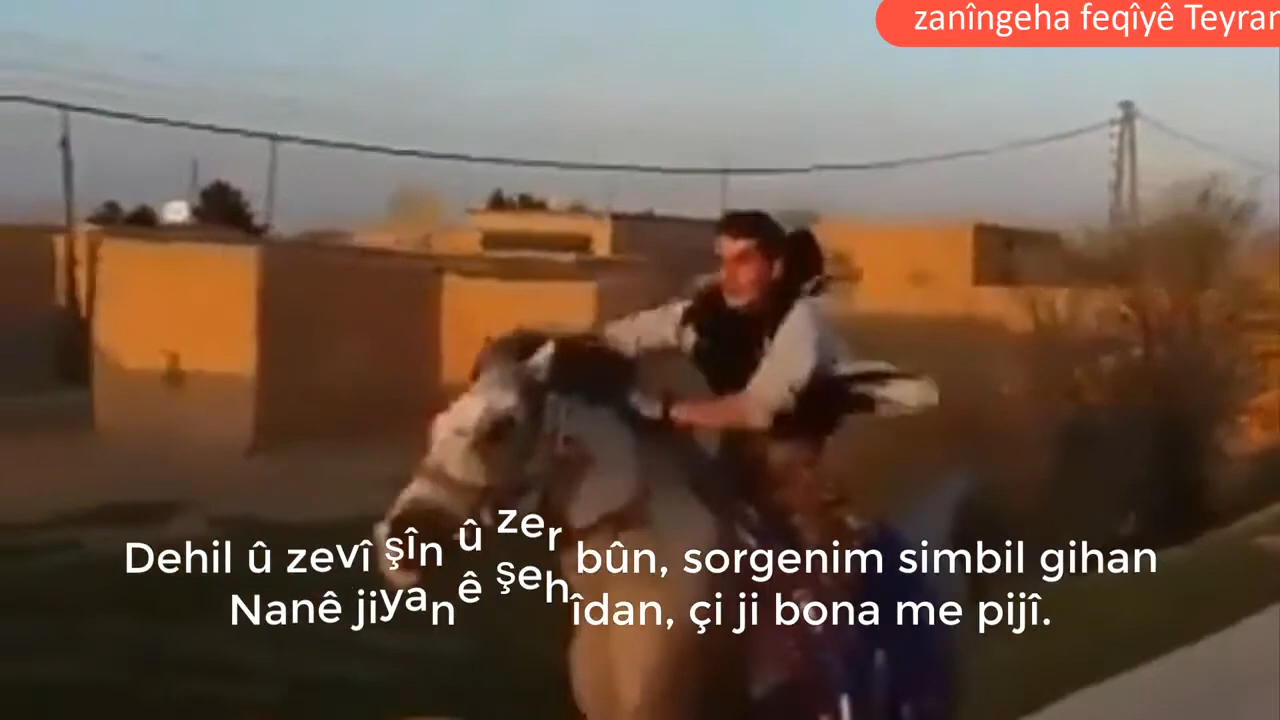 zanîngeha feqîyê Teyran
Dehil û zevî şîn û zer bûn, sorgenim simbil gihan
Nanê jiyanê şehîdan, çi ji bona me pijî.